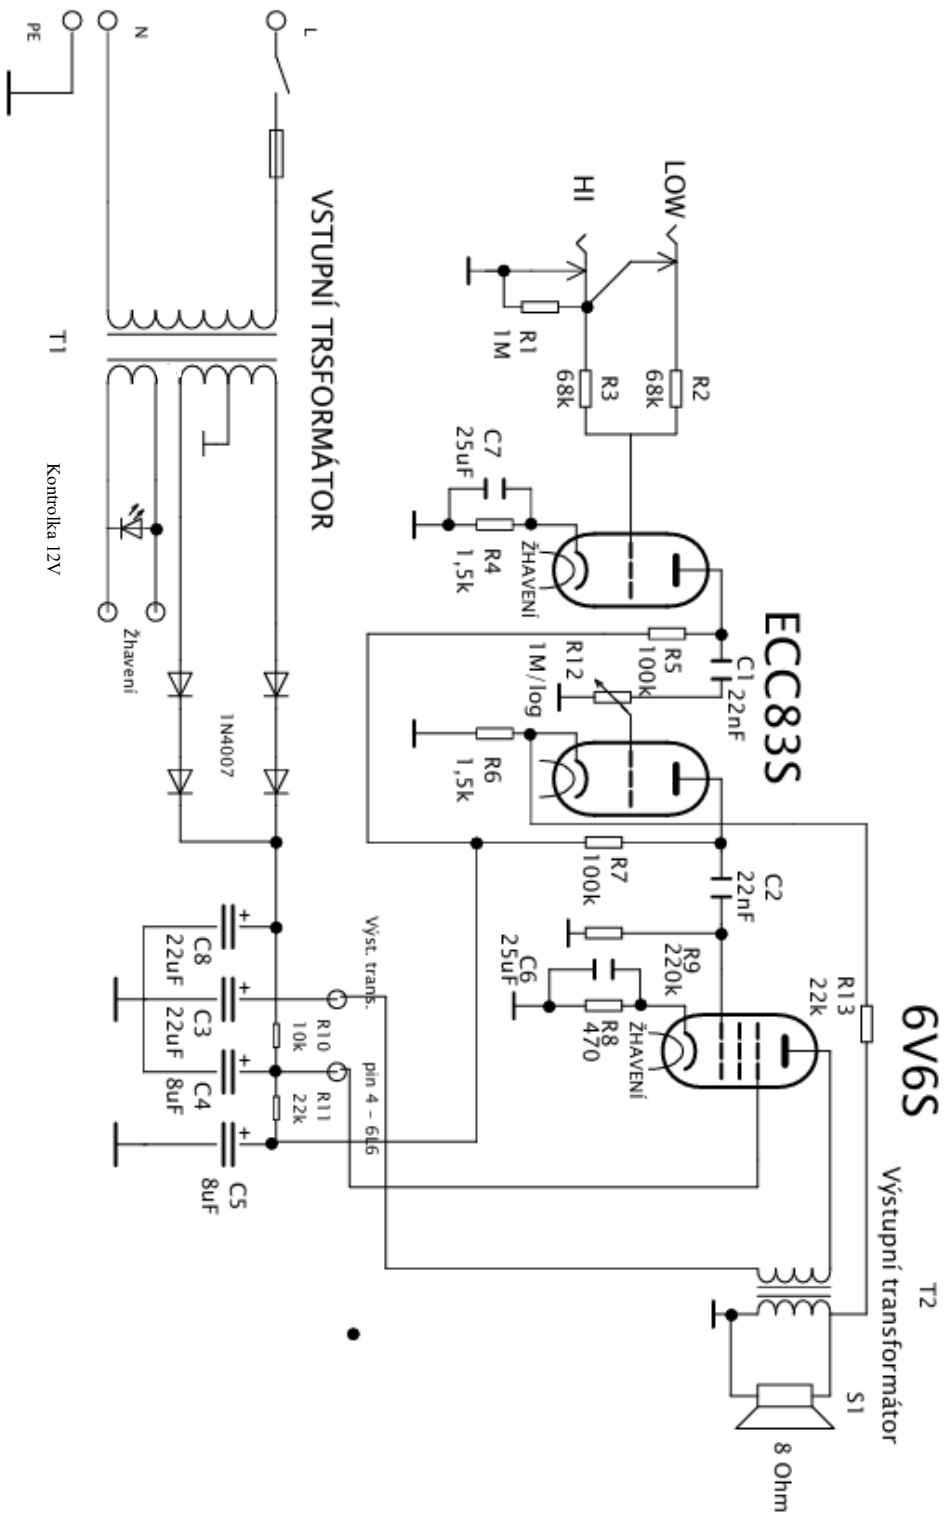 ECC83S
6V6S
T2
Výstupní transformátor
LOW
HI
R1
1M
R2
68k
R3
68k
C7
25uF
R4
1,5k
ŽHAVENÍ
R5
100k
C1
22nF
R12
1M/log
R6
1,5k
R7
100k
C2
22nF
R9
220k
C6
25uF
R8
470
ŽHAVENÍ
R13
22k
S1
8 Ohm
VSTUPNÍ TRSFORMÁTOR
L
N
PE
T1
Kontrolka 12V
Žhavení
1N4007
Výst. trans.
pin 4 – 6L6
R10
10k
R11
22k
C8
22uF
C3
22uF
C4
8uF
C5
8uF
+
+
+
+